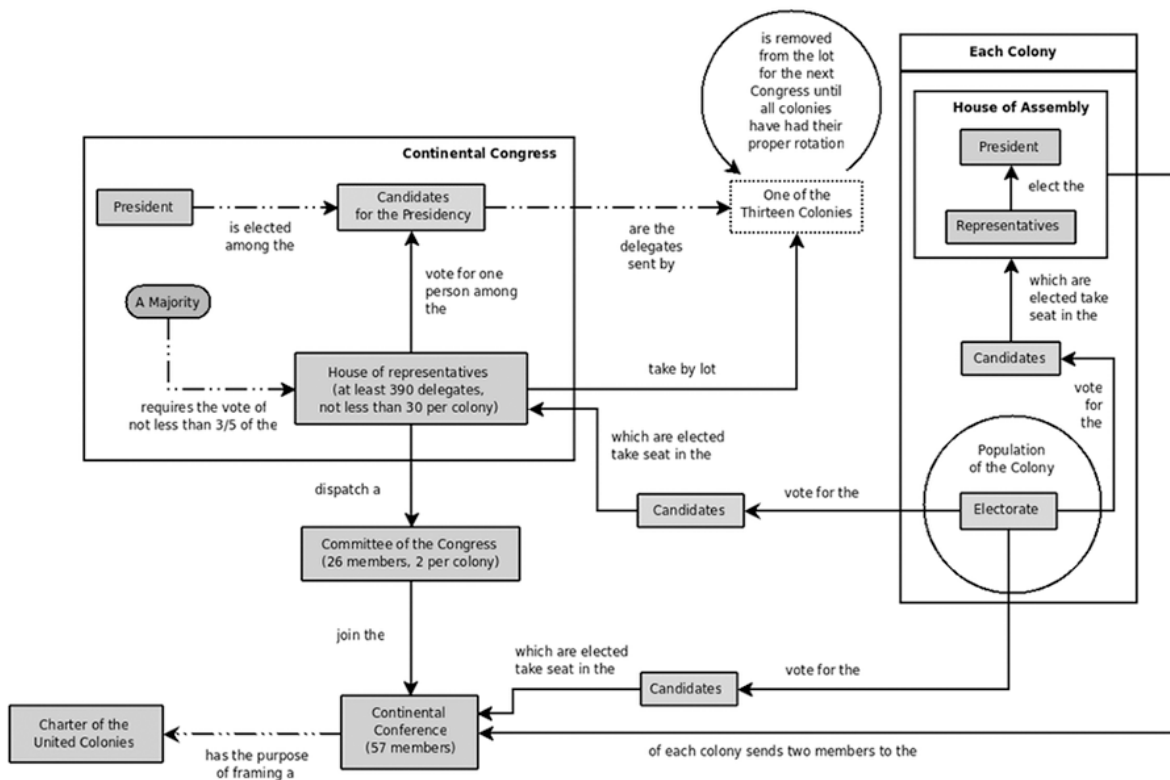 is removed
from the lot
for the next
Congress until
all colonies
have had their
proper rotation
Each Colony
House of Assembly
President
elect the
Representatives
which are
elected take
seat in the
Candidates
vote
for
the
Population
of the Colony
Electorate
Continental Congress
President
is elected
among the
Candidates
for the Presidency
are the
delegates
sent by
One of the
Thirteen Colonies
A Majority
requires the vote of
not less than 3/5 of the
vote for one
person among
the
House of representatives
(at least 390 delegates,
not less than 30 per colony)
take by lot
which are elected
take seat in the
Candidates
vote for the
dispatch a
Committee of the Congress
(26 members, 2 per colony)
join the
which are elected
take seat in the
Candidates
vote for the
Continental
Conference
(57 members)
of each colony sends two members to the
has the purpose
of framing a
Charter of the
United Colonies